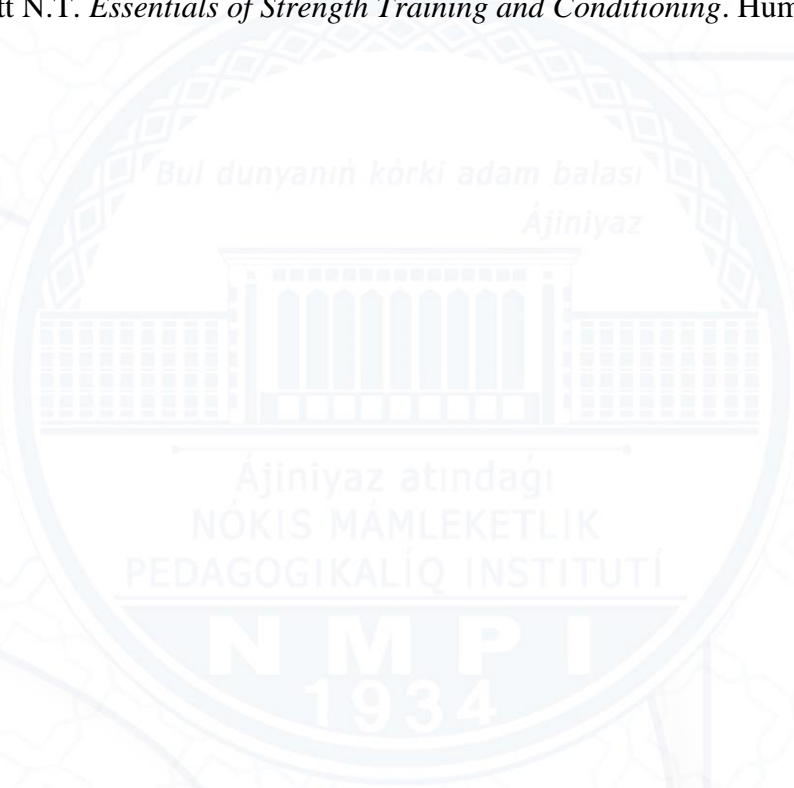 tt N.T. Essentials of Strength Training and Conditioning. Hum
Bul dunyanıń kórki adam balası
Ájiniyaz
Ájiniyaz atındaǵı
NÓKIS MÁMLEKETLIK
PEDAGOGIKALÍQ INSTITUTÍ
NMPI
1934